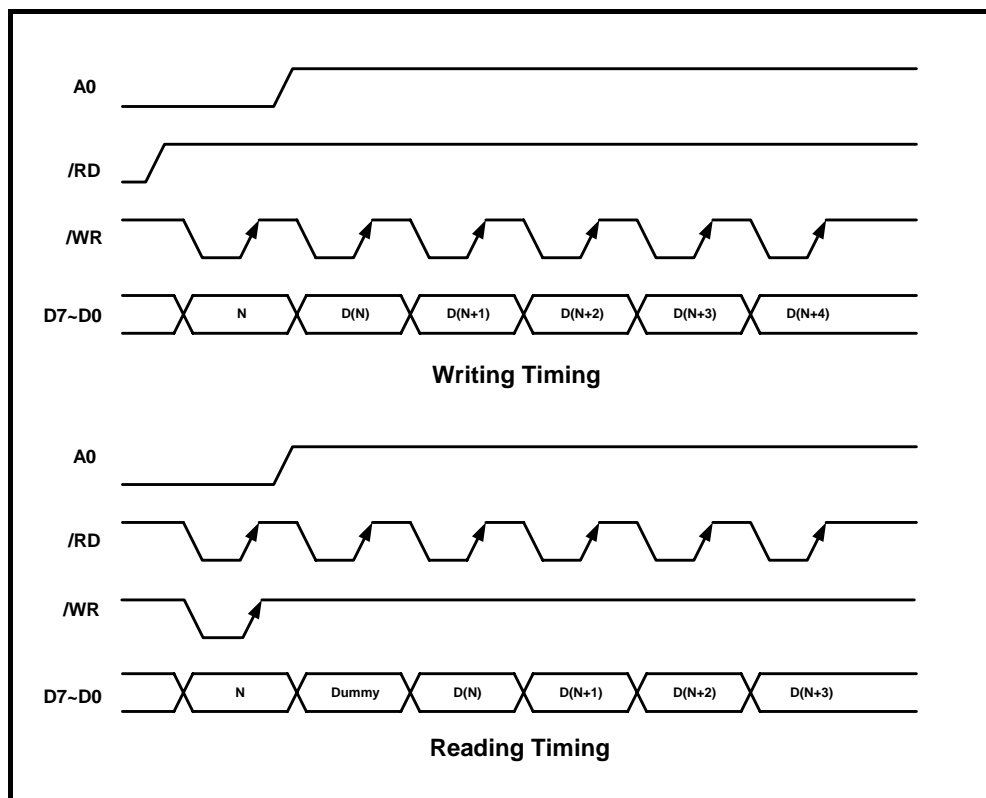 A0
/RD
/WR
D7~D0 N D(N) D(N+1) D(N+2) D(N+3) D(N+4)
Writing Timing
A0
/RD
/WR
D7~D0 N Dummy D(N) D(N+1) D(N+2) D(N+3)
Reading Timing